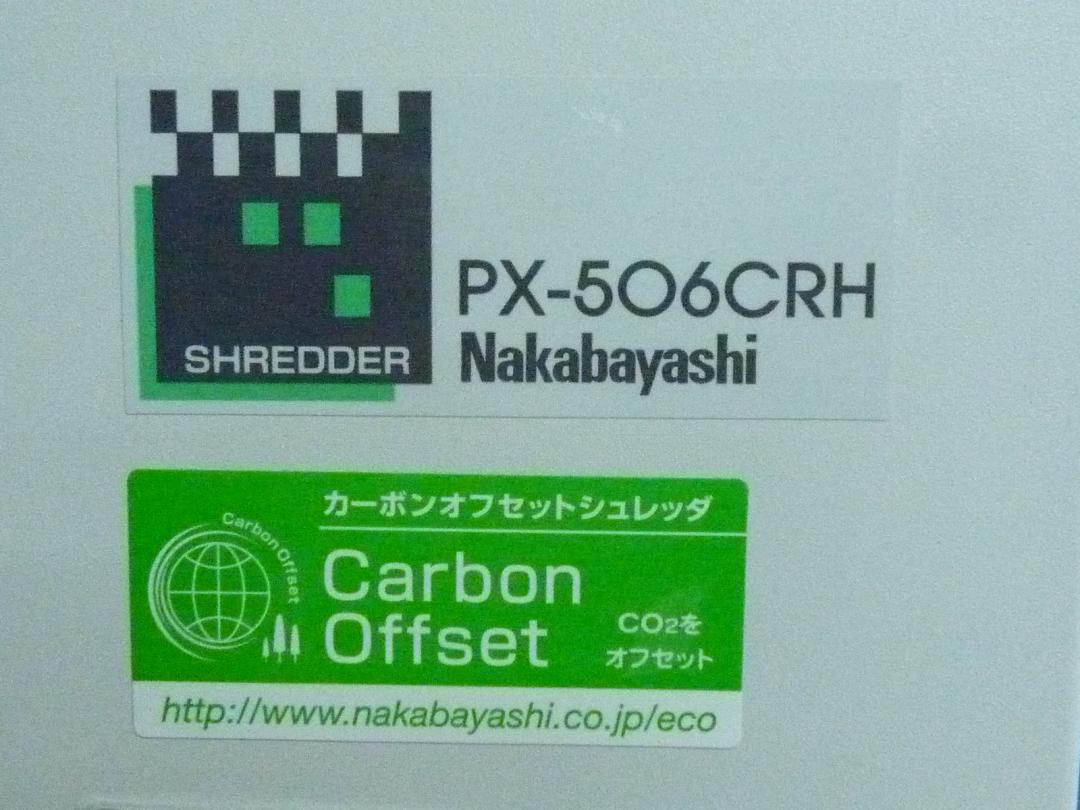 SHREDDER
PX-506CRH
Nakabayashi
カーボンオフセットシュレッダ
Carbon Offset
Carbon
Offset
CO2を
オフセット
http://www.nakabayashi.co.jp/eco